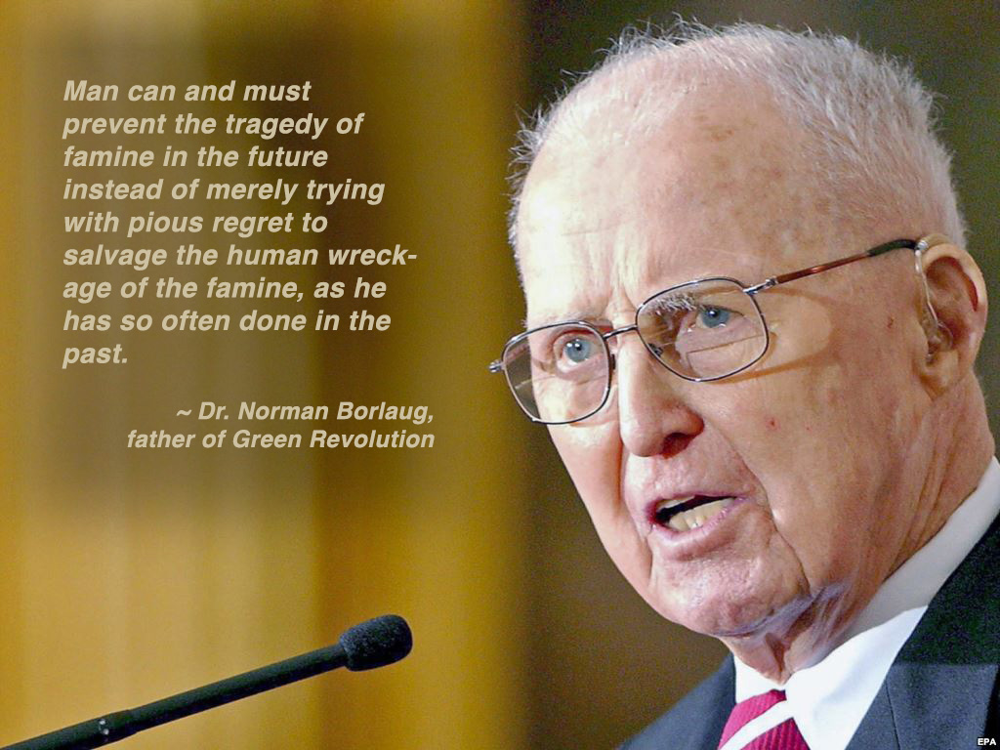 Man can and must
prevent the tragedy of
famine in the future
instead of merely trying
with pious regret to
salvage the human wreck-
age of the famine, as he
has so often done in the
past.
~ Dr. Norman Borlaug,
father of Green Revolution
EPA